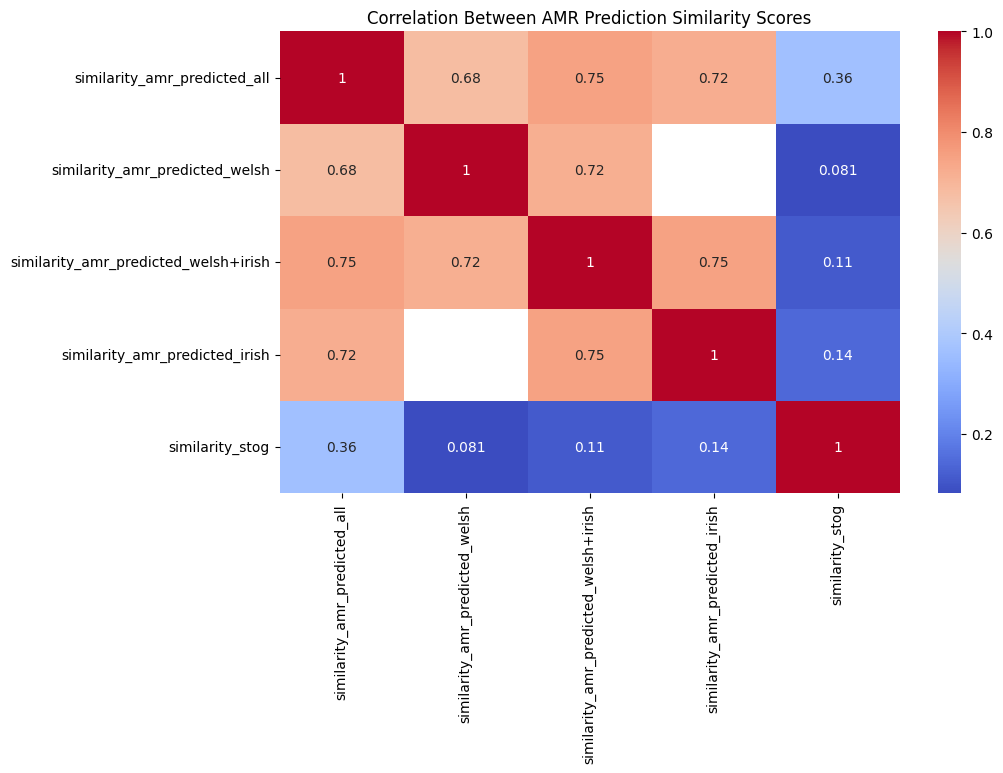 Correlation Between AMR Prediction Similarity Scores
similarity_amr_predicted_all
1
0.68
0.75
0.72
0.36
similarity_amr_predicted_welsh
0.68
1
0.72
0.081
similarity_amr_predicted_welsh+irish
0.75
0.72
1
0.75
0.11
similarity_amr_predicted_irish
0.72
0.75
1
0.14
similarity_stog
0.36
0.081
0.11
0.14
1
similarity_amr_predicted_all
similarity_amr_predicted_welsh
similarity_amr_predicted_welsh+irish
similarity_amr_predicted_irish
similarity_stog
1.0
0.8
0.6
0.4
0.2